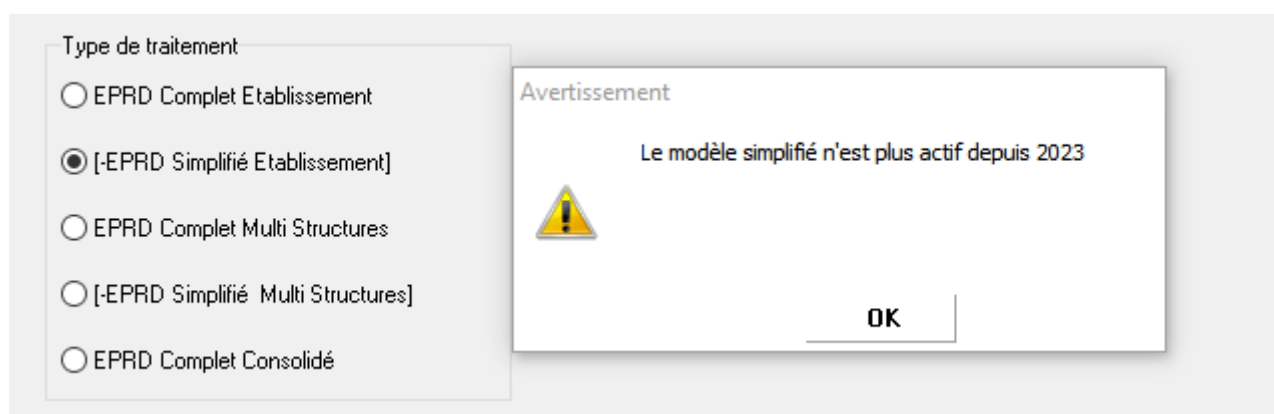 Type de traitement
EPRD Complet Etablissement
[-EPRD Simplifié Etablissement]
EPRD Complet Multi Structures
[-EPRD Simplifié  Multi Structures]
EPRD Complet Consolidé
Avertissement
Le modèle simplifié n'est plus actif depuis 2023
OK